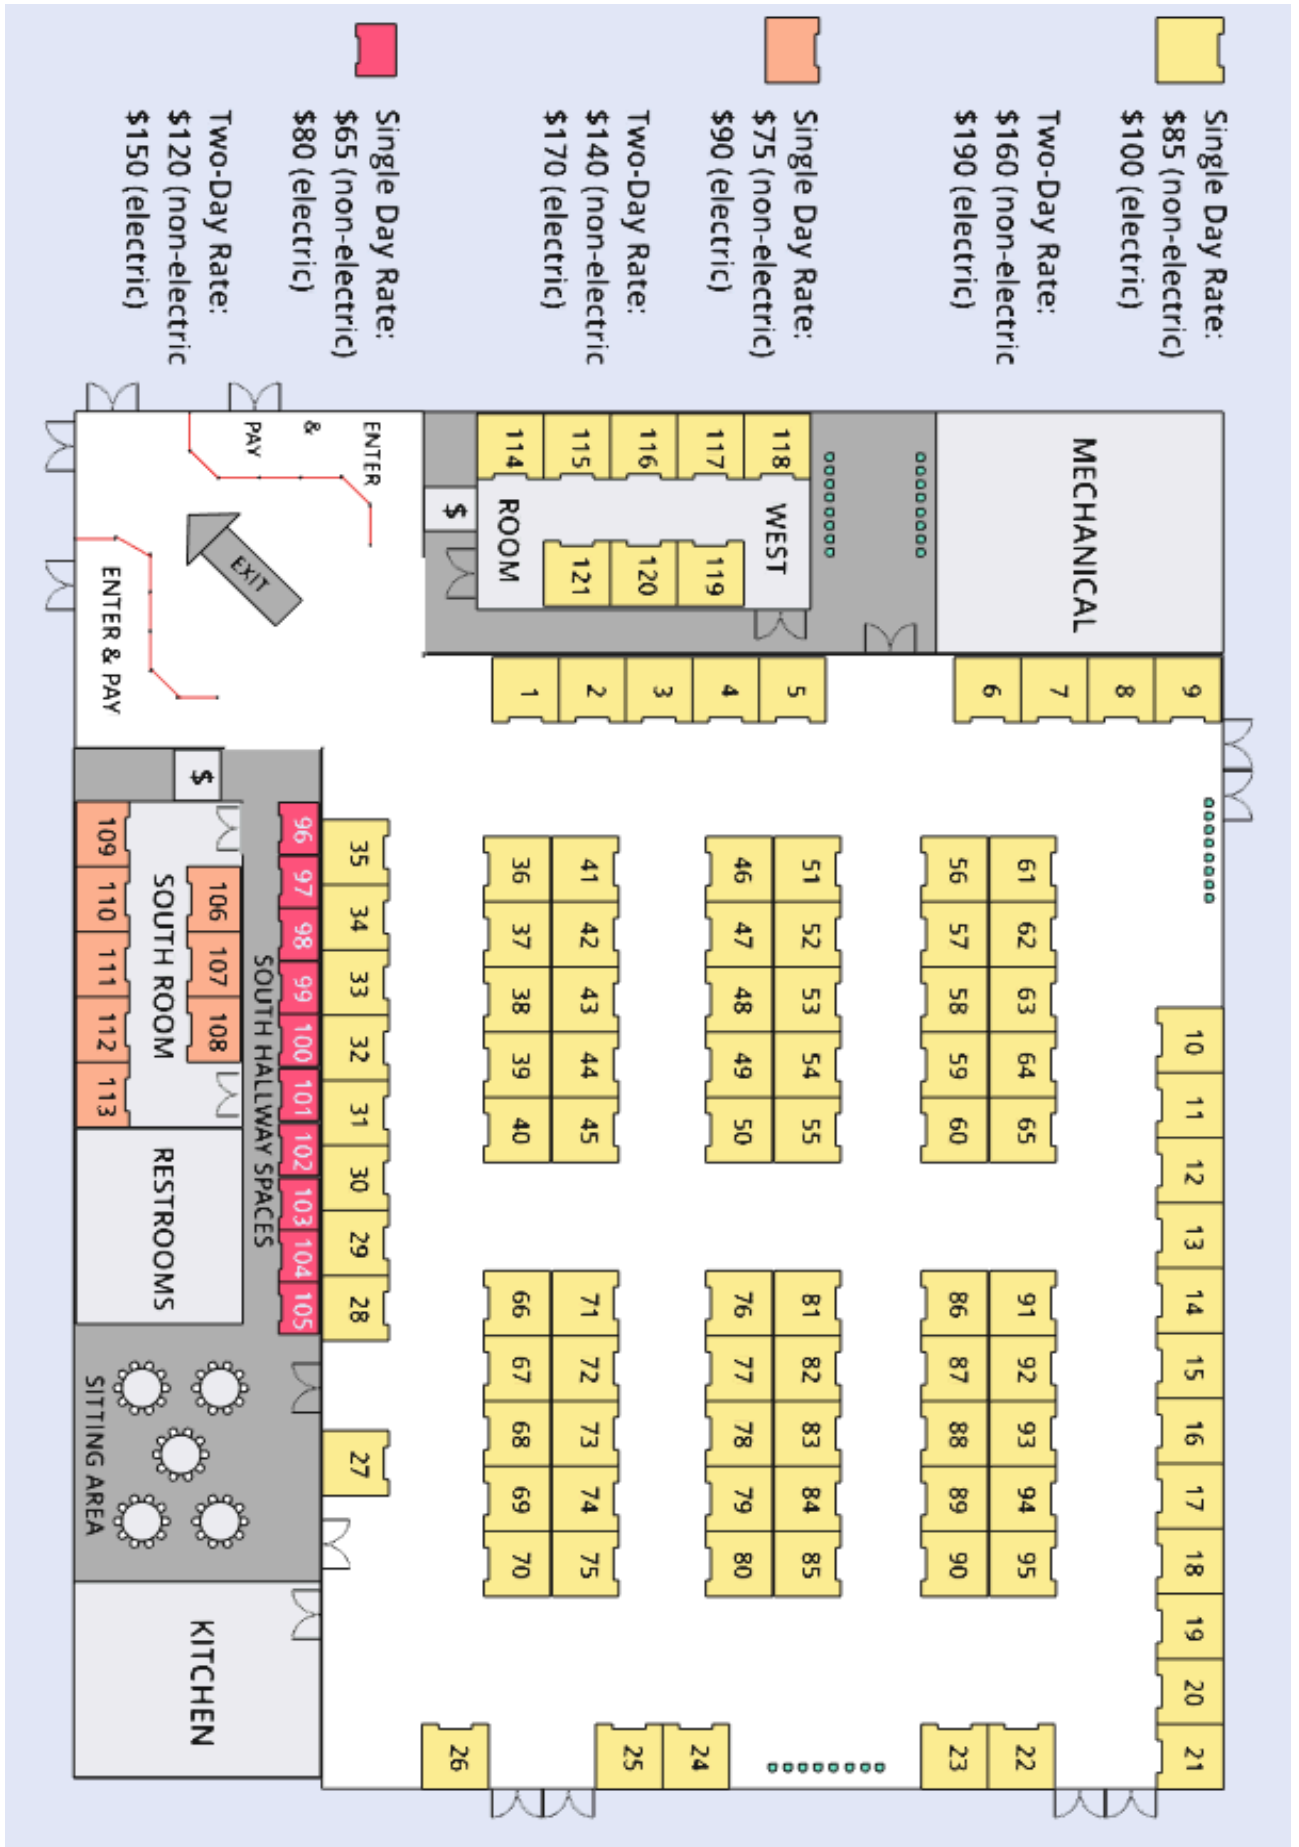 Single Day Rate:
$85 (non-electric)
$100 (electric)
Two-Day Rate:
$160 (non-electric)
$190 (electric)
Single Day Rate:
$75 (non-electric)
$90 (electric)
Two-Day Rate:
$140 (non-electric
$170 (electric)
Single Day Rate:
$65 (non-electric)
$80 (electric)
Two-Day Rate:
$120 (non-electric
$150 (electric)
MECHANICAL
9
8
7
6
10 11 12 13 14 15 16 17 18 19 20 21
61 62 63 64 65
56 57 58 59 60
91 92 93 94 95
86 87 88 89 90
22
23
118
117
116
115
114
WEST
ROOM
119
120
121
$
5
4
3
2
1
51 52 53 54 55
46 47 48 49 50
81 82 83 84 85
76 77 78 79 80
24
25
41 42 43 44 45
36 37 38 39 40
71 72 73 74 75
66 67 68 69 70
26
ENTER
&
PAY
EXIT
ENTER & PAY
35 34 33 32 31 30 29 28
27
96 97 98 99 100 101 102 103 104 105
SOUTH HALLWAY SPACES
$
106 107 108
SOUTH ROOM
109 110 111 112 113
RESTROOMS
SITTING AREA
KITCHEN